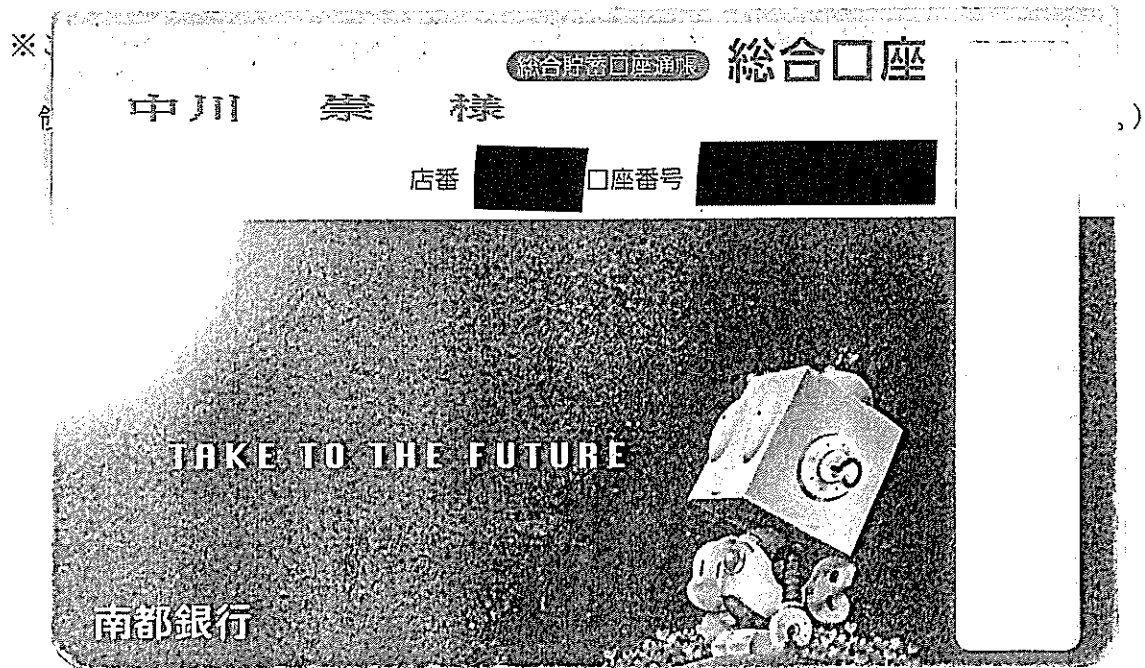 ※
総合貯蓄口座通帳 総合口座
中川 崇 様
。)
店番 口座番号
TAKE TO THE FUTURE
南都銀行